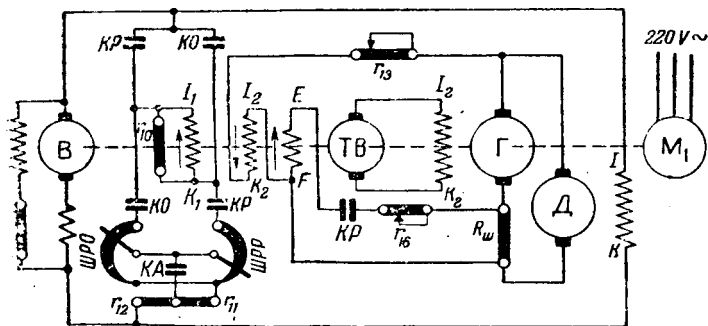 КР
КО
r₁₃
220 V ~
I₁
I₂
E
I₂
r₁₀
В
ТВ
Г
М₁
K₁
K₂
F
I
КО
КР
K₂
Д
КР
r₁₆
Rш
K
ШРО
КА
ШРР
r₁₂
r₁₁